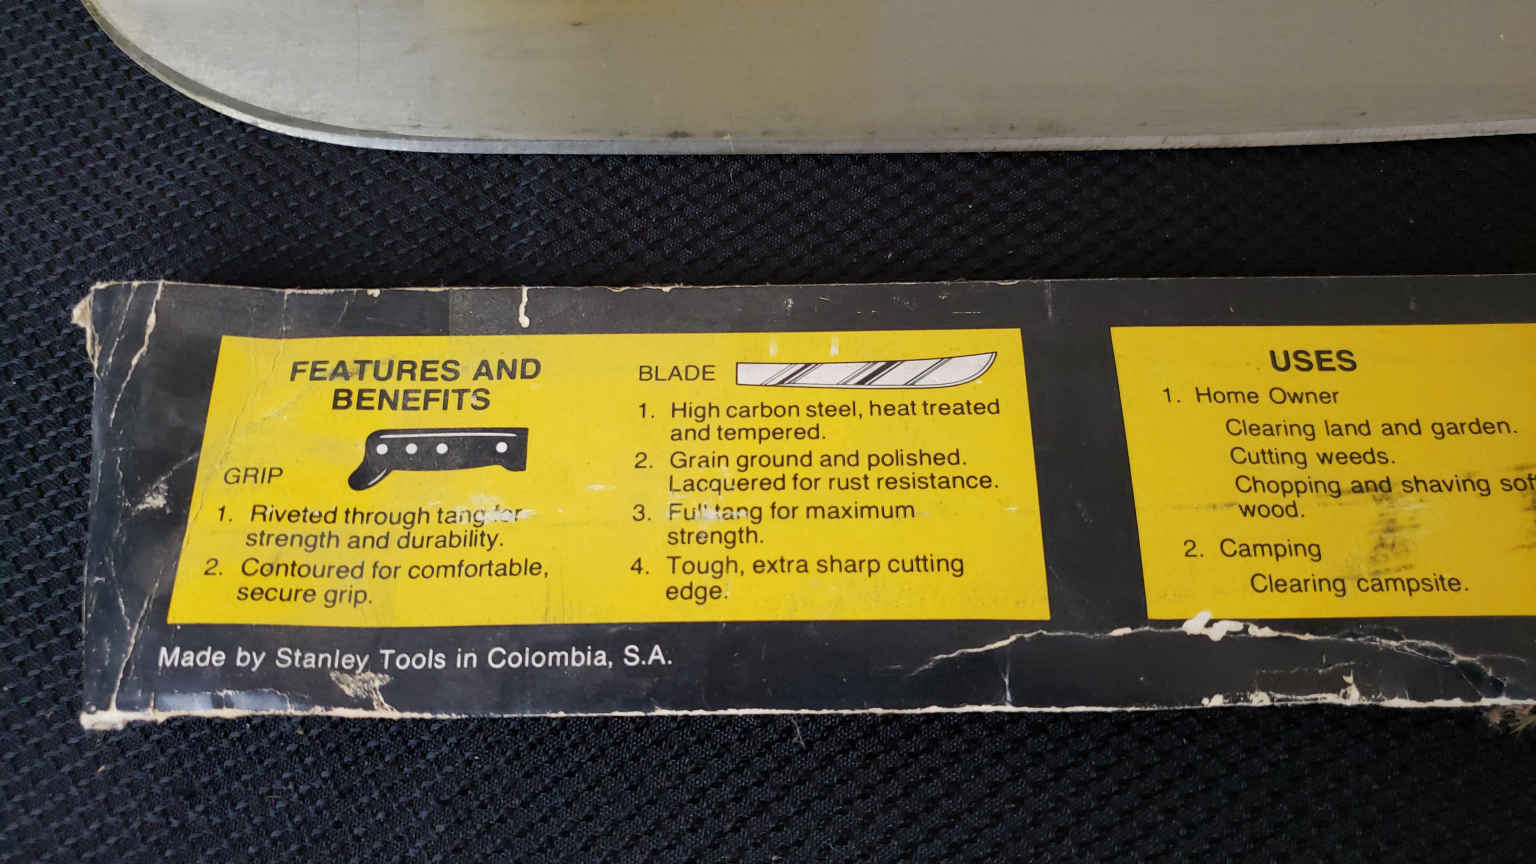 FEATURES AND
BENEFITS
GRIP
1. Riveted through tang for
strength and durability.
2. Contoured for comfortable,
secure grip.
BLADE
1. High carbon steel, heat treated
and tempered.
2. Grain ground and polished.
Lacquered for rust resistance.
3. Full tang for maximum
strength.
4. Tough, extra sharp cutting
edge.
USES
1. Home Owner
Clearing land and garden.
Cutting weeds.
Chopping and shaving sof
wood.
2. Camping
Clearing campsite.
Made by Stanley Tools in Colombia, S.A.